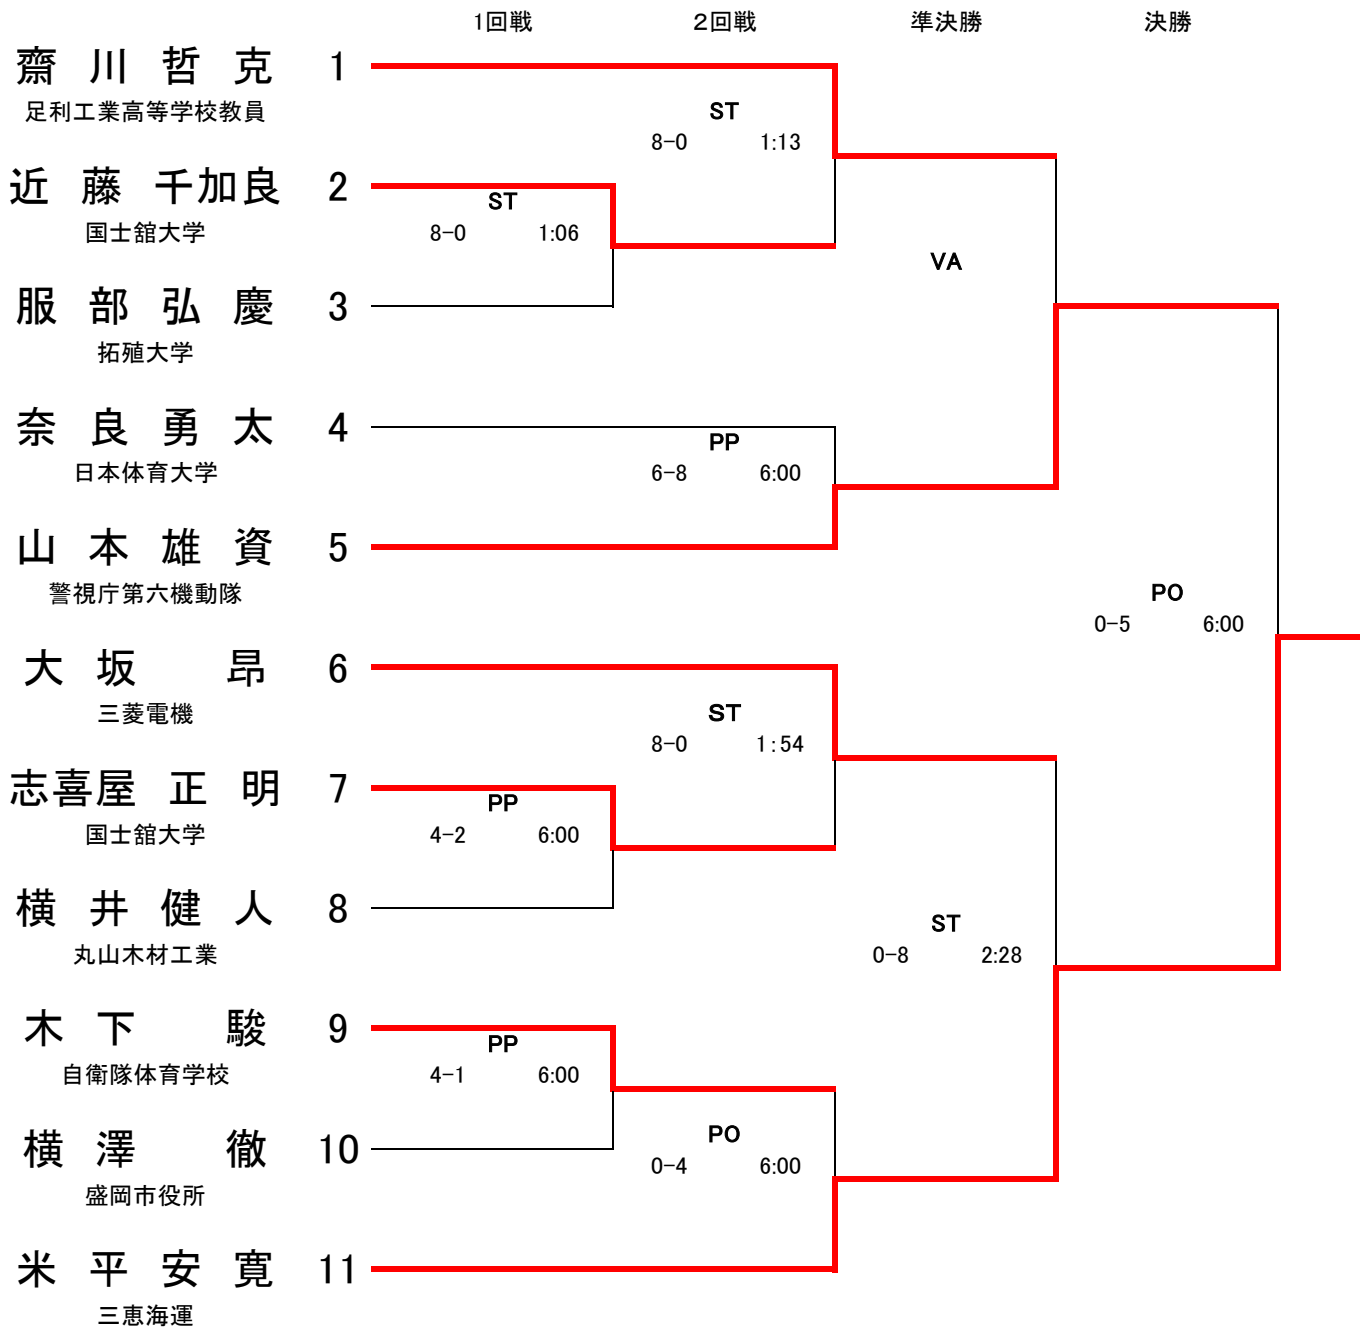 1回戦 2回戦 準決勝 決勝
齋川哲克 1
足利工業高等学校教員
ST
8-0 1:13
近藤千加良 2
国士舘大学
ST
8-0 1:06
VA
服部弘慶 3
拓殖大学
奈良勇太 4
日本体育大学
PP
6-8 6:00
山本雄資 5
警視庁第六機動隊
PO
0-5 6:00
大坂昂 6
三菱電機
ST
8-0 1:54
志喜屋正明 7
国士舘大学
PP
4-2 6:00
横井健人 8
丸山木材工業
ST
0-8 2:28
木下駿 9
自衛隊体育学校
PP
4-1 6:00
横澤徹 10
盛岡市役所
PO
0-4 6:00
米平安寛 11
三恵海運